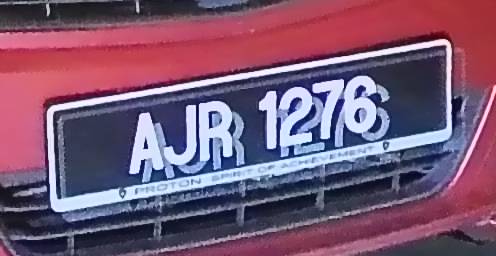 AJR 1276
PROTON SPIRIT OF ACHIEVEMENT